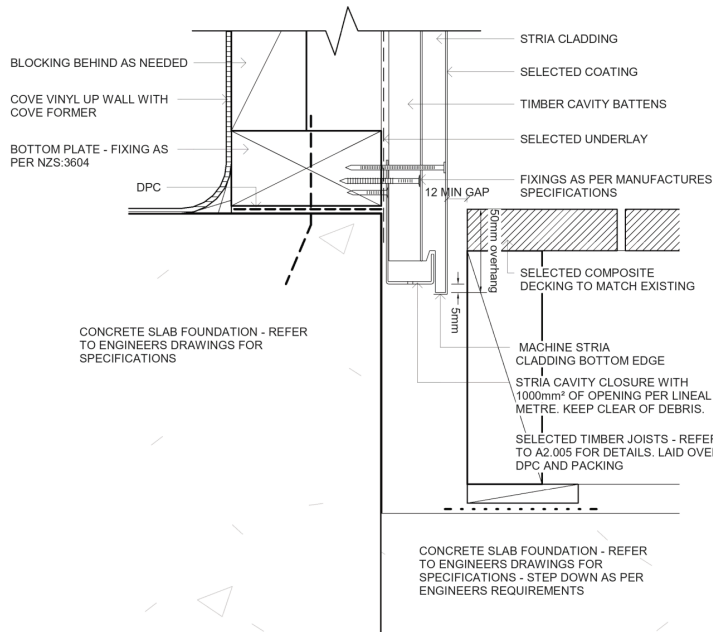 STRIA CLADDING
BLOCKING BEHIND AS NEEDED
SELECTED COATING
COVE VINYL UP WALL WITH
COVE FORMER
TIMBER CAVITY BATTENS
BOTTOM PLATE - FIXING AS
PER NZS:3604
SELECTED UNDERLAY
DPC
12 MIN GAP
FIXINGS AS PER MANUFACTURES
SPECIFICATIONS
50mm overhang
SELECTED COMPOSITE
DECKING TO MATCH EXISTING
5mm
CONCRETE SLAB FOUNDATION - REFER
TO ENGINEERS DRAWINGS FOR
SPECIFICATIONS
MACHINE STRIA
CLADDING BOTTOM EDGE
STRIA CAVITY CLOSURE WITH
1000mm² OF OPENING PER LINEAL
METRE. KEEP CLEAR OF DEBRIS.
SELECTED TIMBER JOISTS - REFER
TO A2.005 FOR DETAILS. LAID OVE
DPC AND PACKING
CONCRETE SLAB FOUNDATION - REFER
TO ENGINEERS DRAWINGS FOR
SPECIFICATIONS - STEP DOWN AS PER
ENGINEERS REQUIREMENTS